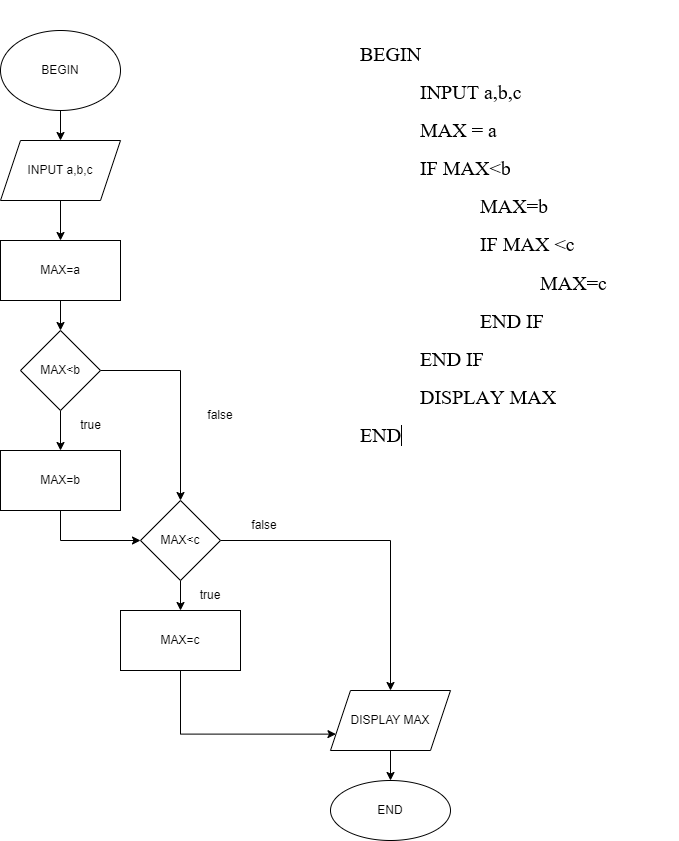 BEGIN
INPUT a,b,c
MAX=a
MAX<b
true
false
MAX=b
MAX<c
false
true
MAX=c
DISPLAY MAX
END
BEGIN
INPUT a,b,c
MAX = a
IF MAX<b
MAX=b
IF MAX <c
MAX=c
END IF
END IF
DISPLAY MAX
END